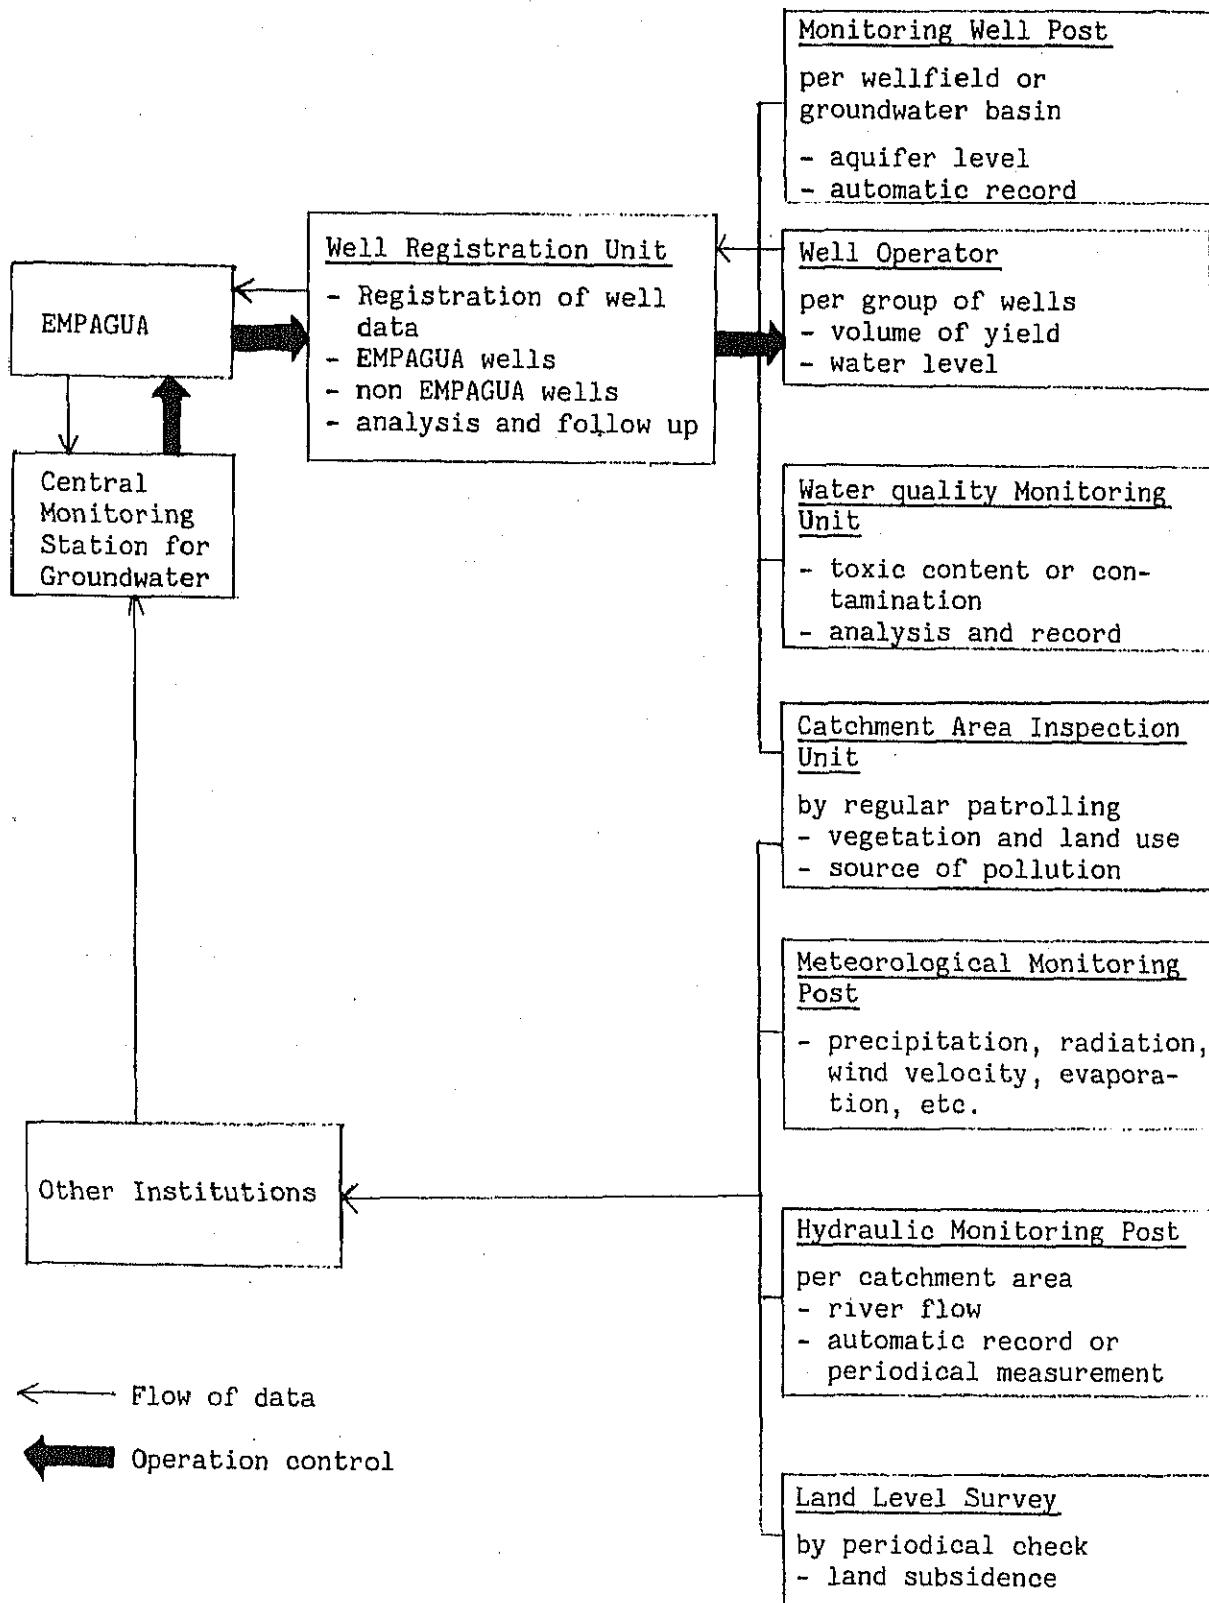 Monitoring Well Post
per wellfield or
groundwater basin
- aquifer level
- automatic record
Well Registration Unit
- Registration of well
data
- EMPAGUA wells
- non EMPAGUA wells
- analysis and follow up
Well Operator
per group of wells
- volume of yield
- water level
EMPAGUA
Central
Monitoring
Station for
Groundwater
Water quality Monitoring
Unit
- toxic content or con-
tamination
- analysis and record
Catchment Area Inspection
Unit
by regular patrolling
- vegetation and land use
- source of pollution
Meteorological Monitoring
Post
- precipitation, radiation,
wind velocity, evapora-
tion, etc.
Other Institutions
Hydraulic Monitoring Post
per catchment area
- river flow
- automatic record or
periodical measurement
Flow of data
Operation control
Land Level Survey
by periodical check
- land subsidence